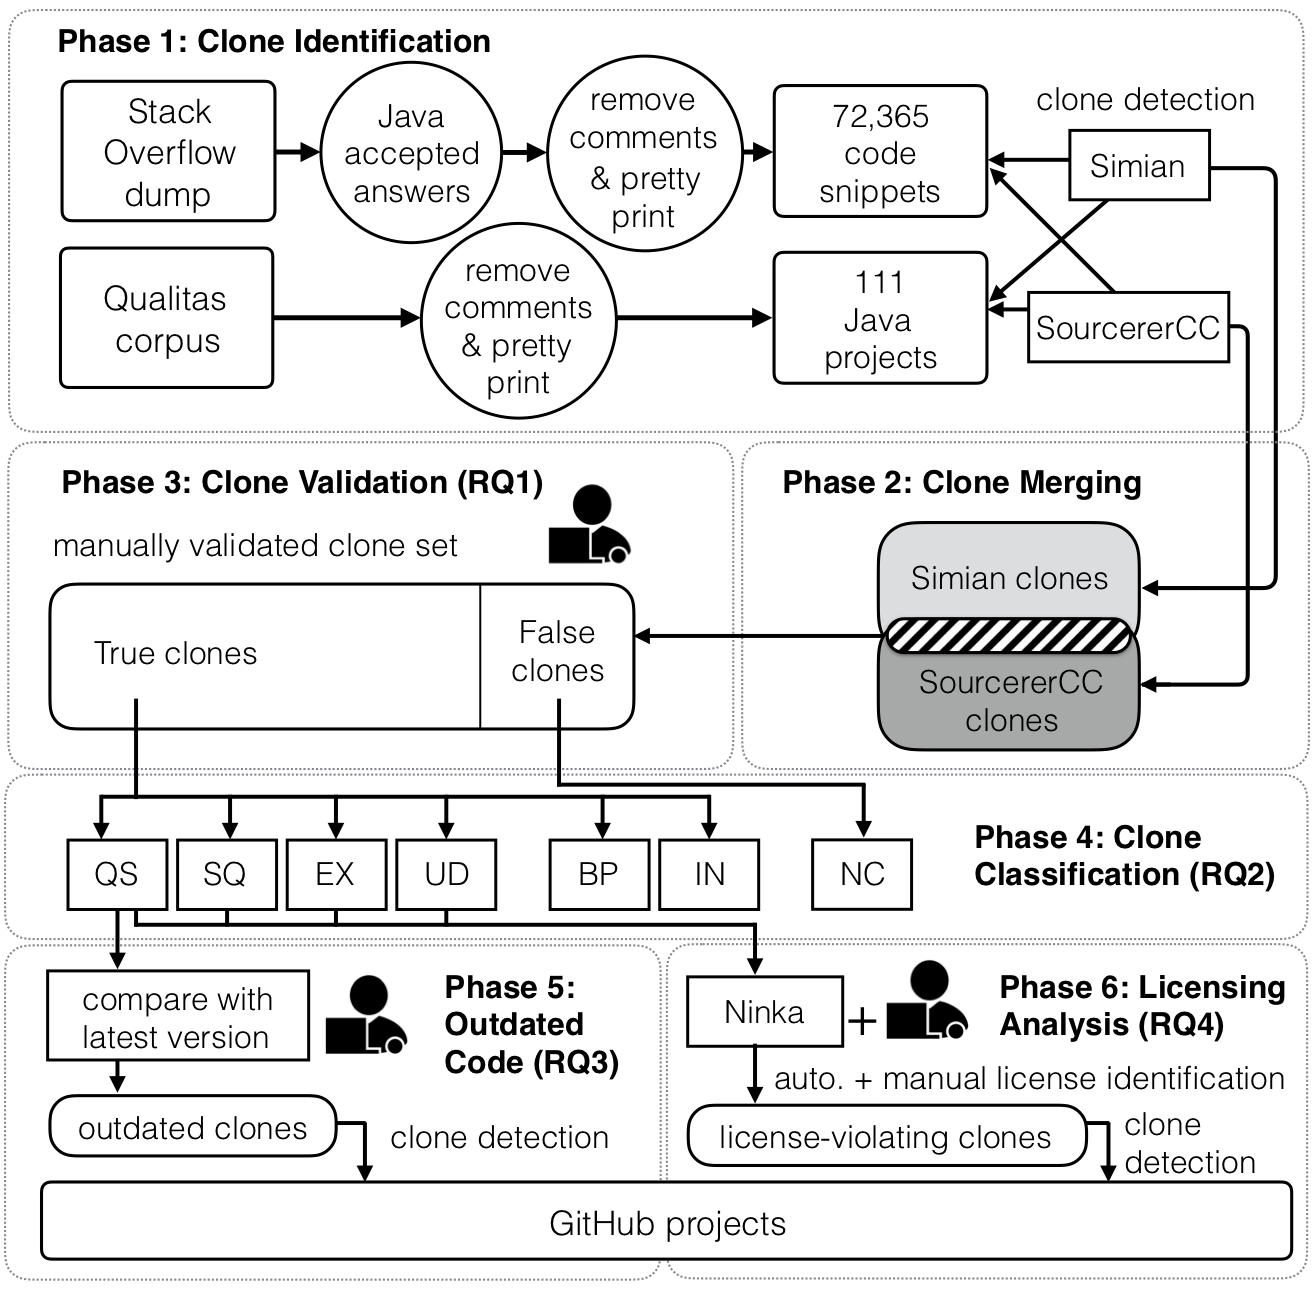 Phase 1: Clone Identification
Stack
Overflow
dump
Java
accepted
answers
remove
comments
& pretty
print
72,365
code
snippets
clone detection
Simian
Qualitas
corpus
remove
comments
& pretty
print
111
Java
projects
SourcererCC
Phase 3: Clone Validation (RQ1)
manually validated clone set
True clones
False
clones
Phase 2: Clone Merging
Simian clones
SourcererCC
clones
QS
SQ
EX
UD
BP
IN
NC
Phase 4: Clone
Classification (RQ2)
compare with
latest version
Phase 5:
Outdated
Code (RQ3)
outdated clones
clone detection
Ninka
+
Phase 6: Licensing
Analysis (RQ4)
auto. + manual license identification
license-violating clones
clone
detection
GitHub projects